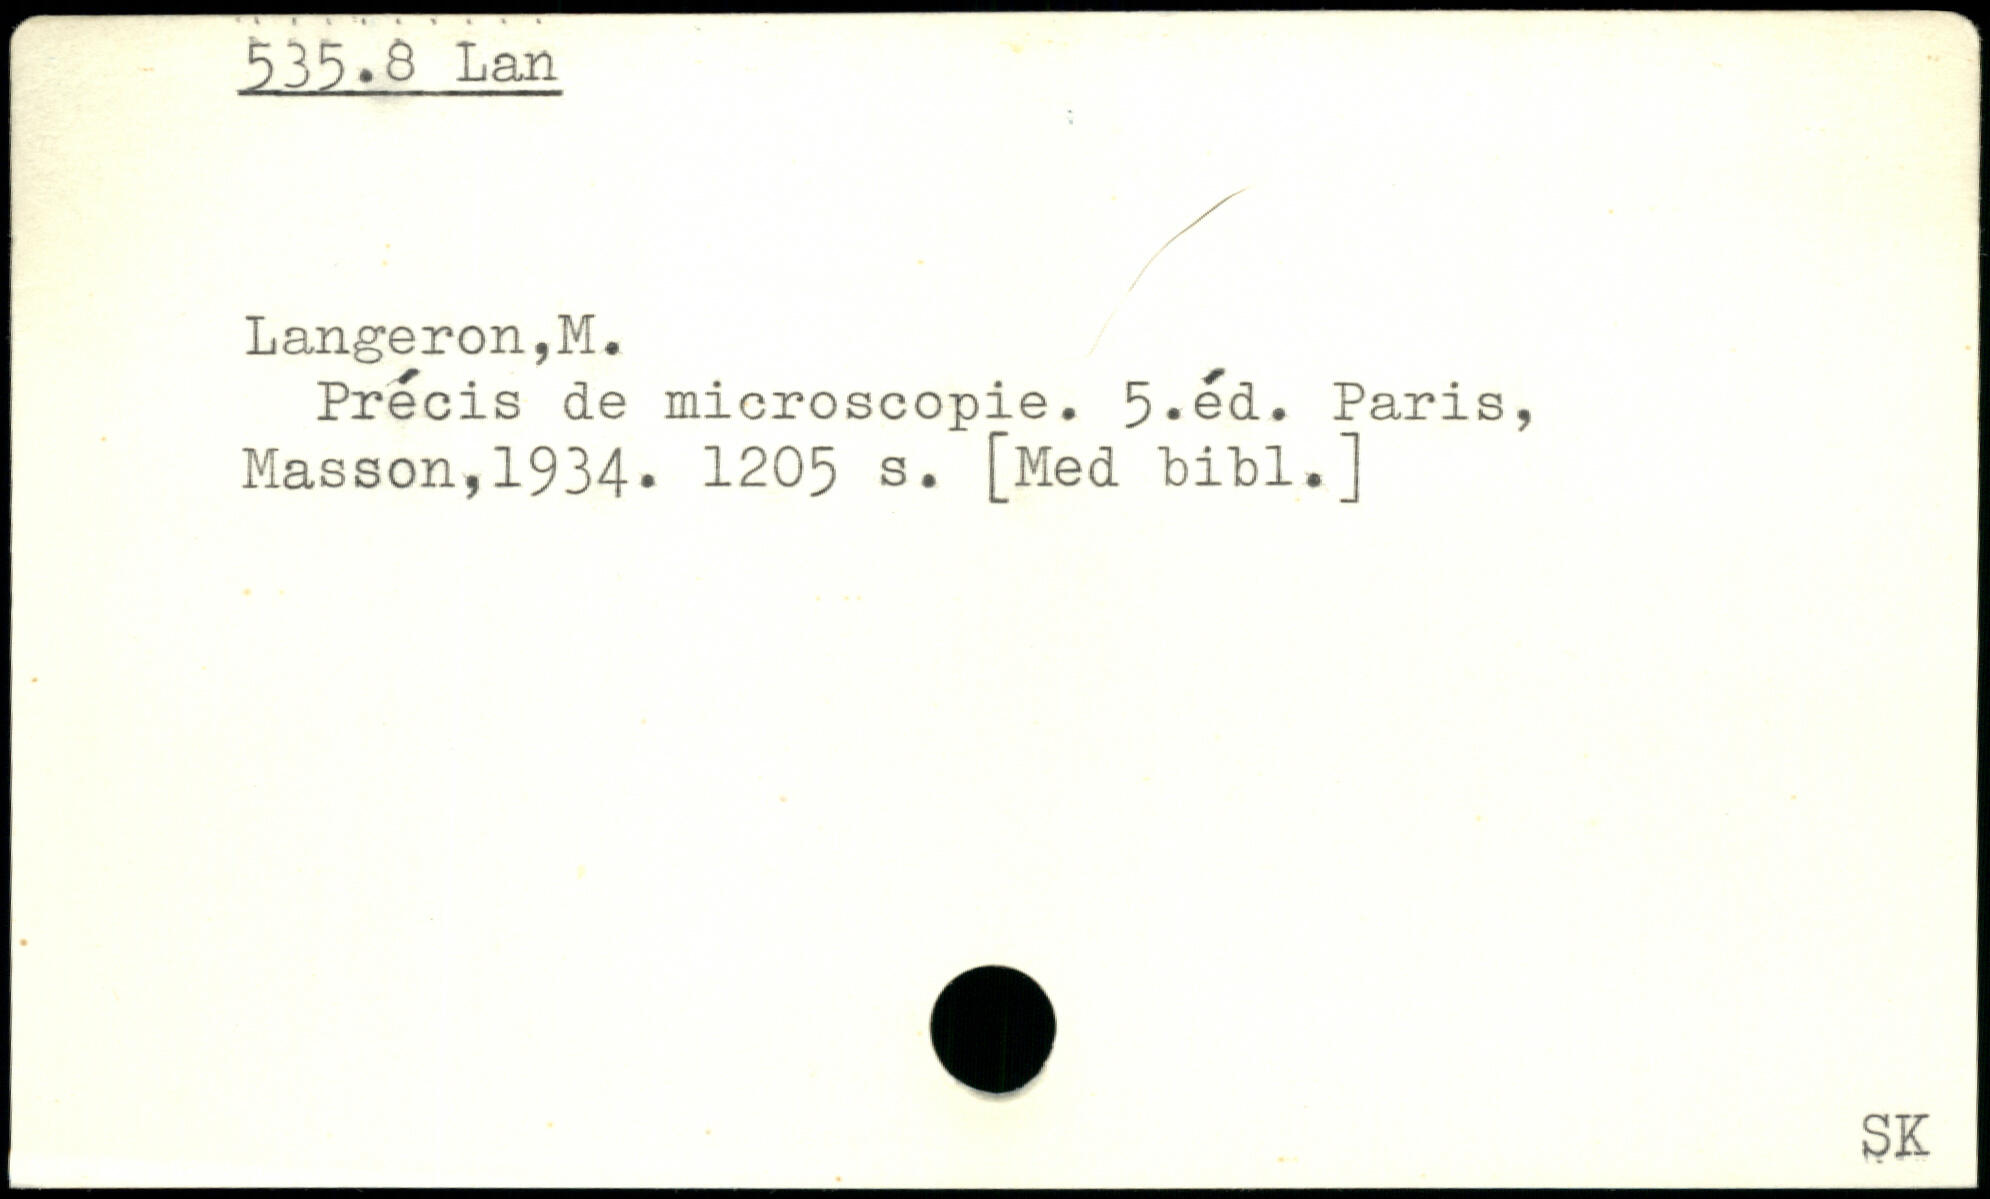 535.8 Lan
Langeron,M.
Précis de microscopie. 5.éd. Paris,
Masson,1934. 1205 s. [Med bibl.]
SK